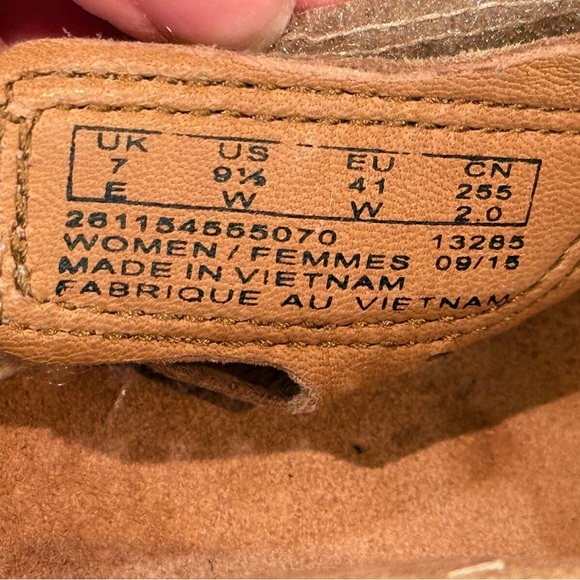 UK US EU CN
7 9½ 41 255
E W W 2.0
261154555070 13285
WOMEN / FEMMES 09/15
MADE IN VIETNAM
FABRIQUE AU VIETNAM